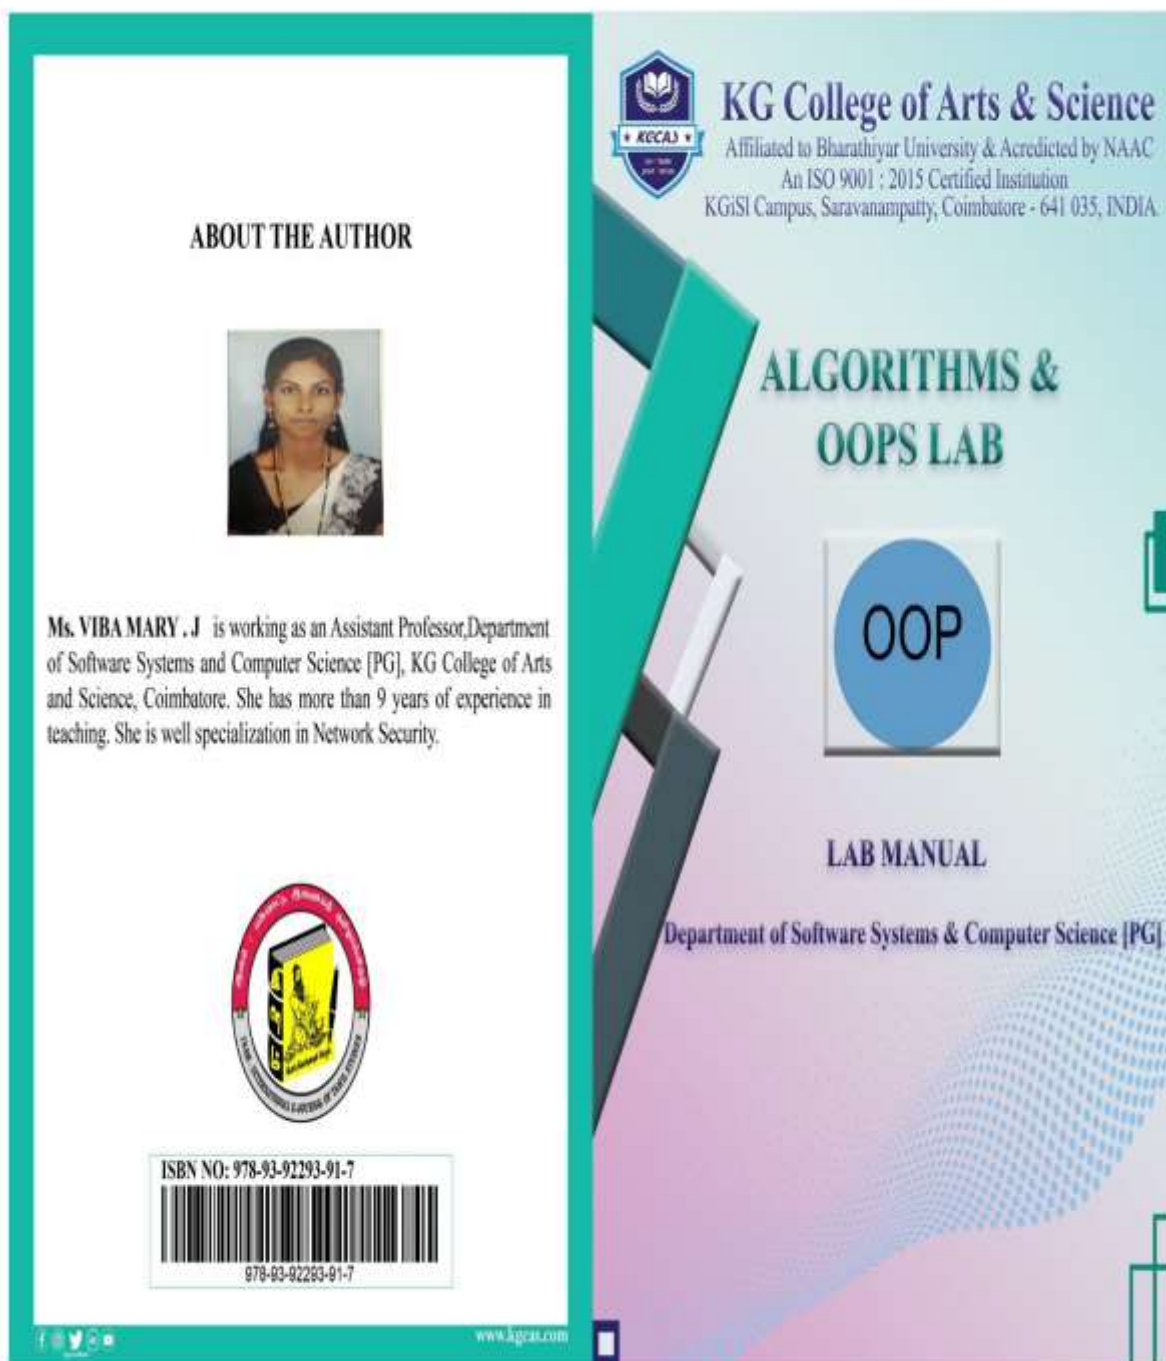 ABOUT THE AUTHOR
Ms. VIBA MARY . J is working as an Assistant Professor,Department
of Software Systems and Computer Science [PG], KG College of Arts
and Science, Coimbatore. She has more than 9 years of experience in
teaching. She is well specialization in Network Security.
ISBN NO: 978-93-92293-91-7
978-93-92293-91-7
www.kgcas.com
KGCAS
KG College of Arts & Science
Affiliated to Bharathiyar University & Acredicted by NAAC
An ISO 9001 : 2015 Certified Institution
KGiSl Campus, Saravanampatty, Coimbatore - 641 035, INDIA.
ALGORITHMS &
OOPS LAB
OOP
LAB MANUAL
Department of Software Systems & Computer Science [PG]